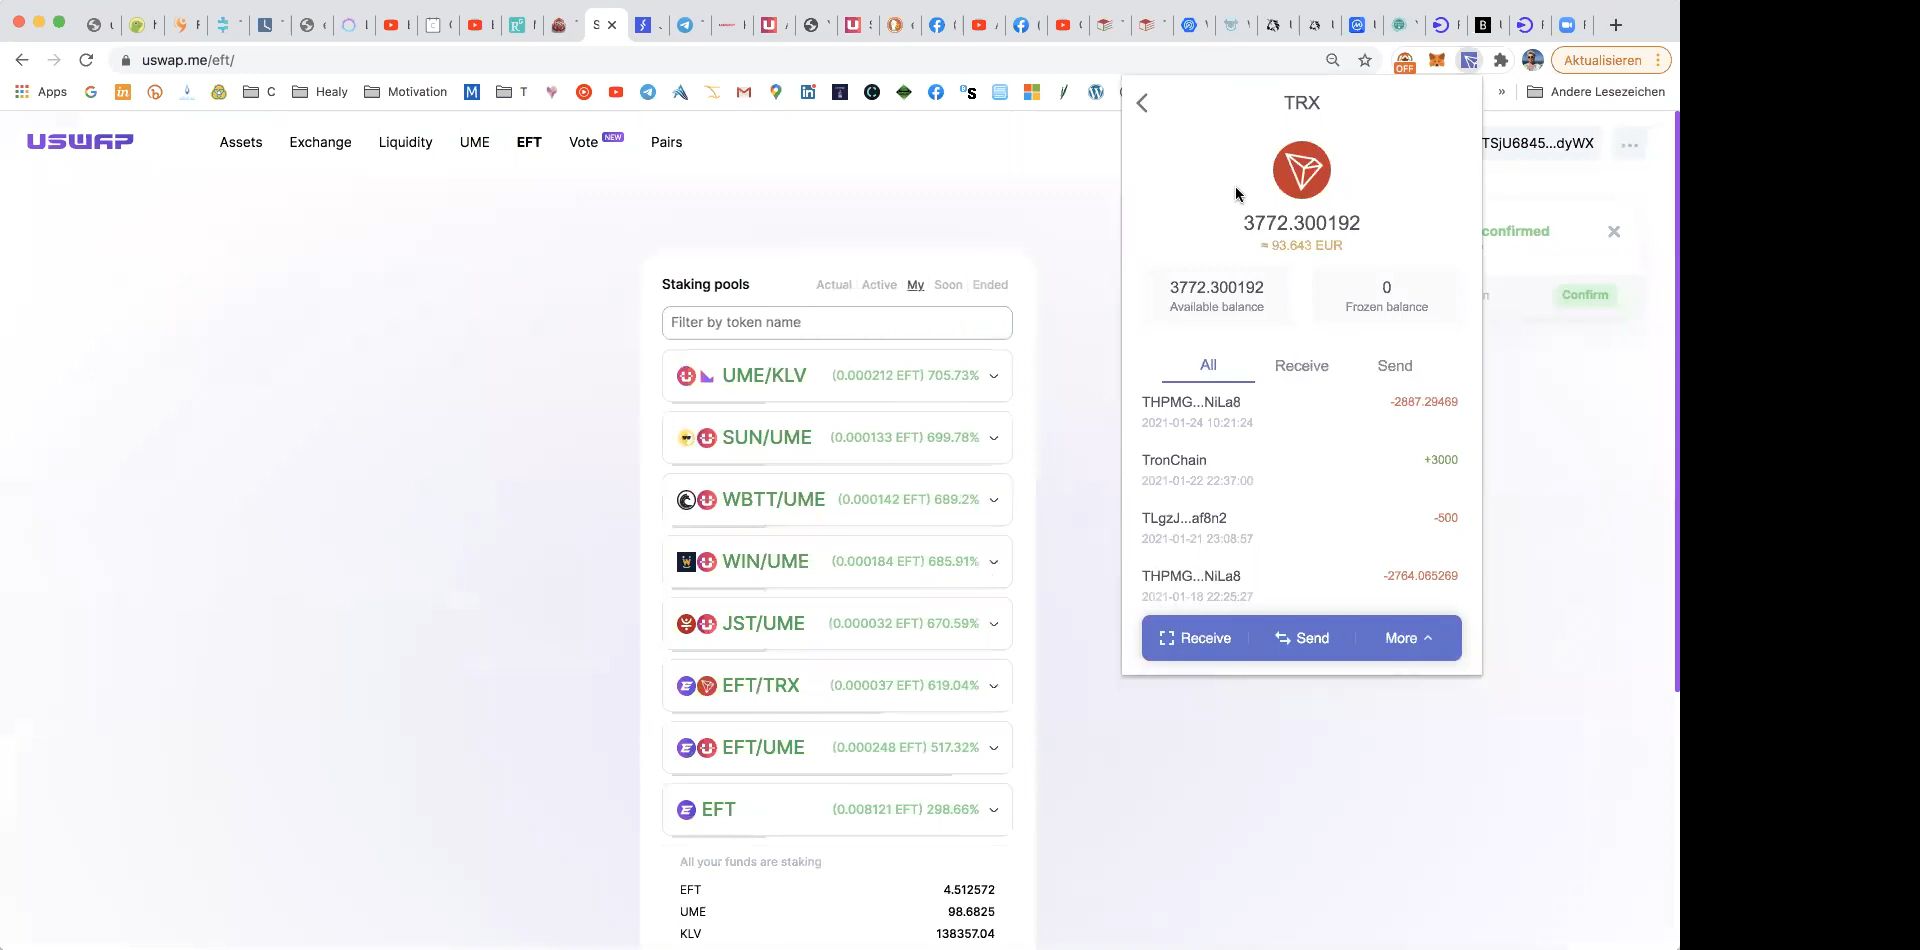 uswap.me/eft/
OFF
Aktualisieren
Apps
C
Healy
Motivation
T
»
Andere Lesezeichen
USWAP
Assets
Exchange
Liquidity
UME
EFT
Vote NEW
Pairs
TSjU6845...dyWX
...
confirmed
Confirm
Staking pools
Actual
Active
My
Soon
Ended
Filter by token name
UME/KLV (0.000212 EFT) 705.73%
SUN/UME (0.000133 EFT) 699.78%
WBTT/UME (0.000142 EFT) 689.2%
WIN/UME (0.000184 EFT) 685.91%
JST/UME (0.000032 EFT) 670.59%
EFT/TRX (0.000037 EFT) 619.04%
EFT/UME (0.000248 EFT) 517.32%
EFT (0.008121 EFT) 298.66%
All your funds are staking
EFT 4.512572
UME 98.6825
KLV 138357.04
TRX
3772.300192
≈ 93.643 EUR
3772.300192
Available balance
0
Frozen balance
All
Receive
Send
THPMG...NiLa8 -2887.29469
2021-01-24 10:21:24
TronChain +3000
2021-01-22 22:37:00
TLgzJ...af8n2 -500
2021-01-21 23:08:57
THPMG...NiLa8 -2764.065269
2021-01-18 22:25:27
Receive
Send
More